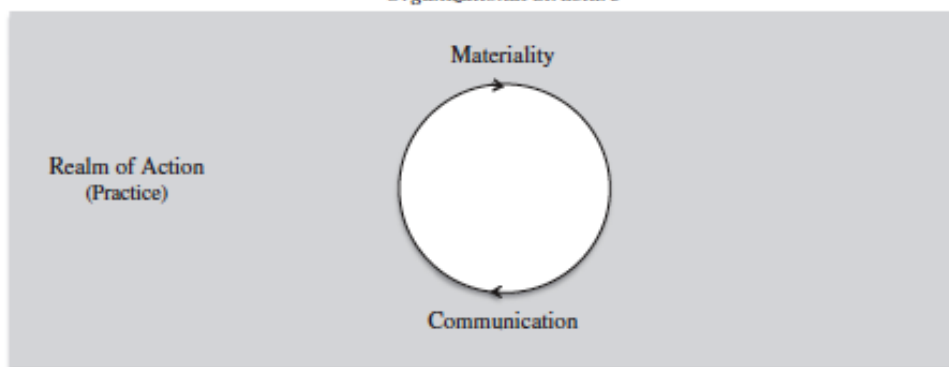 Materiality
Realm of Action
(Practice)
Communication